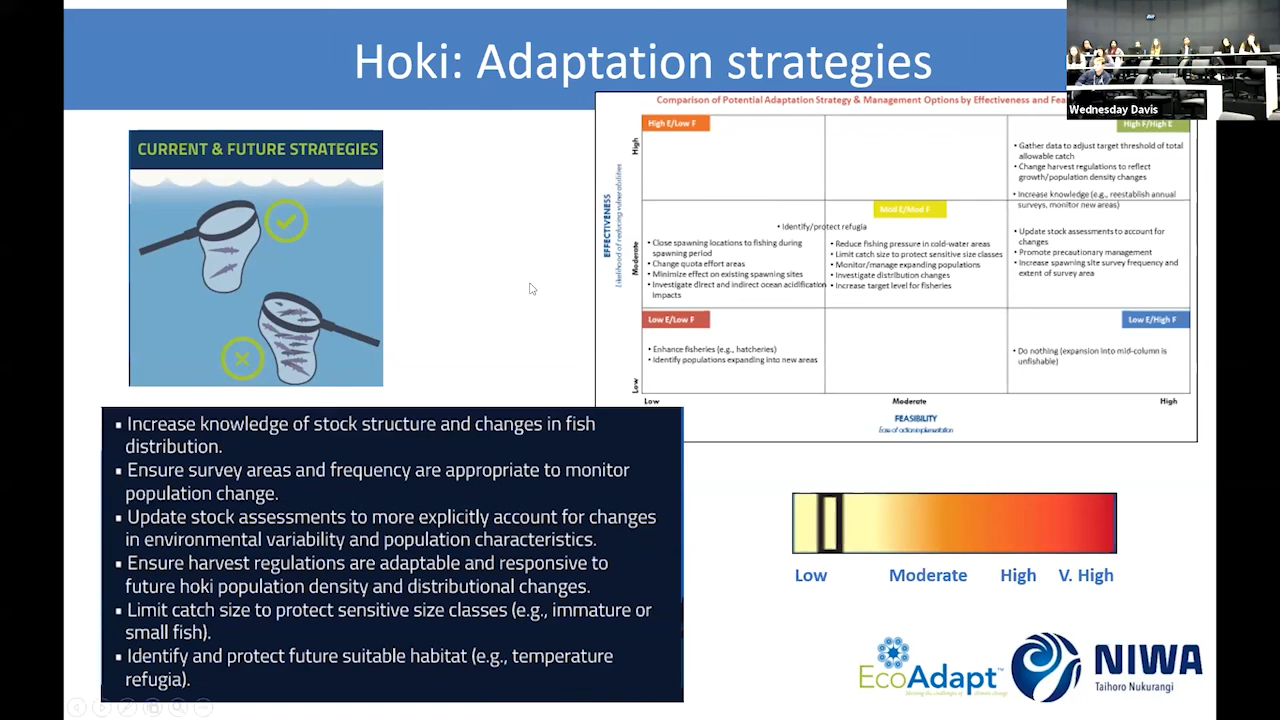 Hoki: Adaptation strategies
Wednesday Davis
CURRENT & FUTURE STRATEGIES
Comparison of Potential Adaptation Strategy & Management Options by Effectiveness and Fea
High E/Low F
High F/High E
High
EFFECTIVENESS
Likelihood of reducing vulnerabilities
Moderate
Low
• Gather data to adjust target threshold of total
allowable catch
• Change harvest regulations to reflect
growth/population density changes
• Increase knowledge (e.g., reestablish annual
surveys, monitor new areas)
Mod E/Mod F
• Identify/protect refugia
• Close spawning locations to fishing during
spawning period
• Change quota effort areas
• Minimize effect on existing spawning sites
• Investigate direct and indirect ocean acidification
impacts
• Reduce fishing pressure in cold-water areas
• Limit catch size to protect sensitive size classes
• Monitor/manage expanding populations
• Investigate distribution changes
• Increase target level for fisheries
• Update stock assessments to account for
changes
• Promote precautionary management
• Increase spawning site survey frequency and
extent of survey area
Low E/Low F
Low E/High F
• Enhance fisheries (e.g., hatcheries)
• Identify populations expanding into new areas
• Do nothing (expansion into mid-column is
unfishable)
Low
Moderate
High
FEASIBILITY
Ease of action implementation
▪ Increase knowledge of stock structure and changes in fish
distribution.
▪ Ensure survey areas and frequency are appropriate to monitor
population change.
▪ Update stock assessments to more explicitly account for changes
in environmental variability and population characteristics.
▪ Ensure harvest regulations are adaptable and responsive to
future hoki population density and distributional changes.
▪ Limit catch size to protect sensitive size classes (e.g., immature or
small fish).
▪ Identify and protect future suitable habitat (e.g., temperature
refugia).
Low
Moderate
High
V. High
EcoAdapt™
NIWA
Taihoro Nukurangi